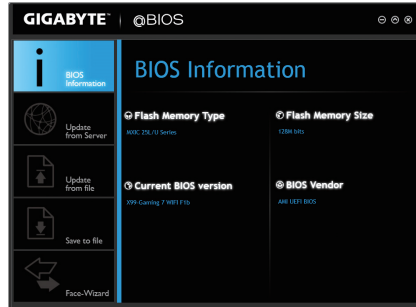 GIGABYTE™ @BIOS
BIOS
Information
Update
from Server
Update
from file
Save to file
Face-Wizard
BIOS Information
Flash Memory Type
MXIC 25L/U Series
Flash Memory Size
128M bits
Current BIOS version
X99-Gaming 7 WIFI F1b
BIOS Vendor
AMI UEFI BIOS